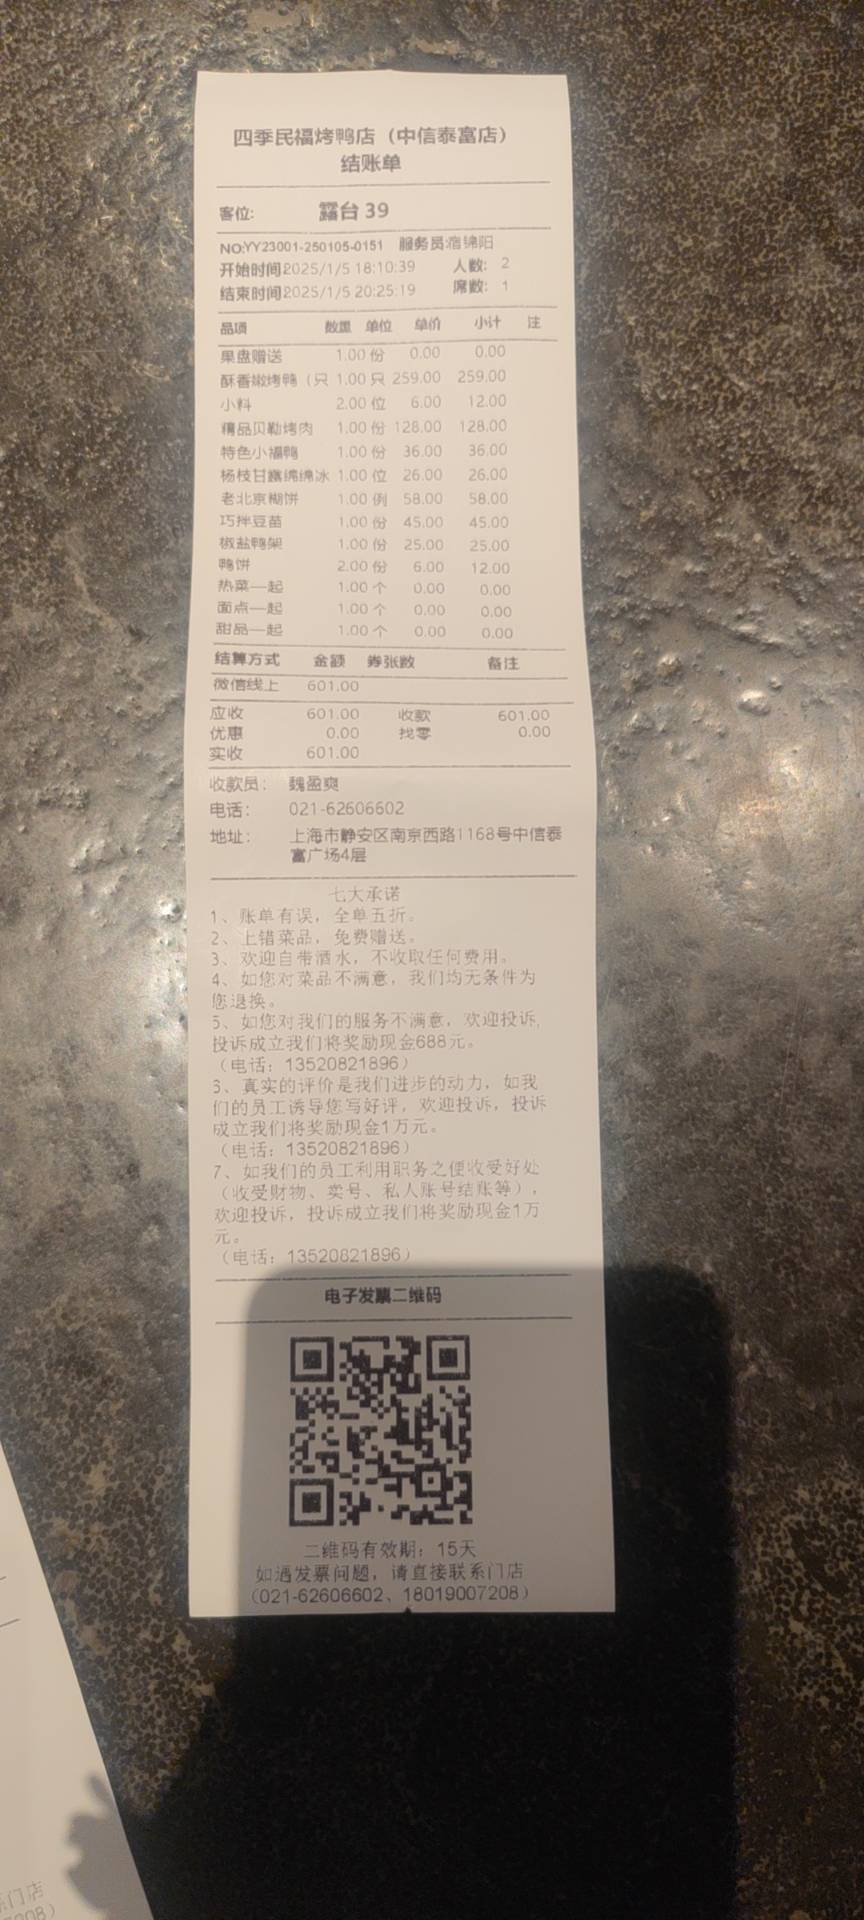 四季民福烤鸭店（中信泰富店）
结账单
客位: 露台 39
NO:YY23001-250105-0151 服务员:宿锦阳
开始时间2025/1/5 18:10:39 人数: 2
结束时间2025/1/5 20:25:19 席数: 1
品项 数量 单位 单价 小计 注
果盘赠送 1.00 份 0.00 0.00
酥香嫩烤鸭（只 1.00 只 259.00 259.00
小料 2.00 位 6.00 12.00
精品贝勒烤肉 1.00 份 128.00 128.00
特色小福鸭 1.00 份 36.00 36.00
杨枝甘露绵绵冰 1.00 位 26.00 26.00
老北京糊饼 1.00 例 58.00 58.00
巧拌豆苗 1.00 份 45.00 45.00
椒盐鸭架 1.00 份 25.00 25.00
鸭饼 2.00 份 6.00 12.00
热菜一起 1.00 个 0.00 0.00
面点一起 1.00 个 0.00 0.00
甜品一起 1.00 个 0.00 0.00
结算方式 金额 券张数 备注
微信线上 601.00
应收 601.00 收款 601.00
优惠 0.00 找零 0.00
实收 601.00
收款员: 魏盈爽
电话: 021-62606602
地址: 上海市静安区南京西路1168号中信泰
富广场4层
七大承诺
1、账单有误，全单五折。
2、上错菜品，免费赠送。
3、欢迎自带酒水，不收取任何费用。
4、如您对菜品不满意，我们均无条件为
您退换。
5、如您对我们的服务不满意，欢迎投诉,
投诉成立我们将奖励现金688元。
（电话：13520821896）
6、真实的评价是我们进步的动力，如我
们的员工诱导您写好评，欢迎投诉，投诉
成立我们将奖励现金1万元。
（电话：13520821896）
7、如我们的员工利用职务之便收受好处
（收受财物、卖号、私人账号结账等），
欢迎投诉，投诉成立我们将奖励现金1万
元。
（电话：13520821896）
电子发票二维码
二维码有效期：15天
如遇发票问题，请直接联系门店
（021-62606602、18019007208）
门店